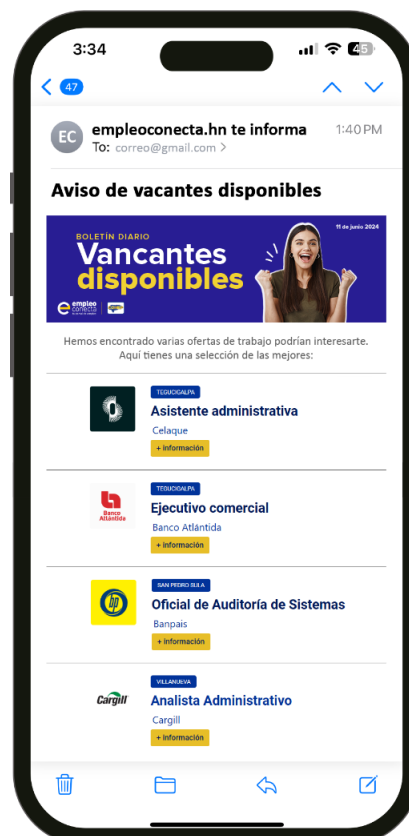 3:34
45
47
EC
empleoconecta.hn te informa
1:40 PM
To: correo@gmail.com >
Aviso de vacantes disponibles
11 de junio 2024
BOLETÍN DIARIO
Vancantes
disponibles
empleo
conecta
Hemos encontrado varias ofertas de trabajo podrían interesarte.
Aquí tienes una selección de las mejores:
TEGUCIGALPA
Asistente administrativa
Celaque
+ información
TEGUCIGALPA
Banco
Atlántida
Ejecutivo comercial
Banco Atlántida
+ información
SAN PEDRO SULA
bp
Oficial de Auditoría de Sistemas
Banpais
+ información
VILLANUEVA
Cargill
Analista Administrativo
Cargill
+ información